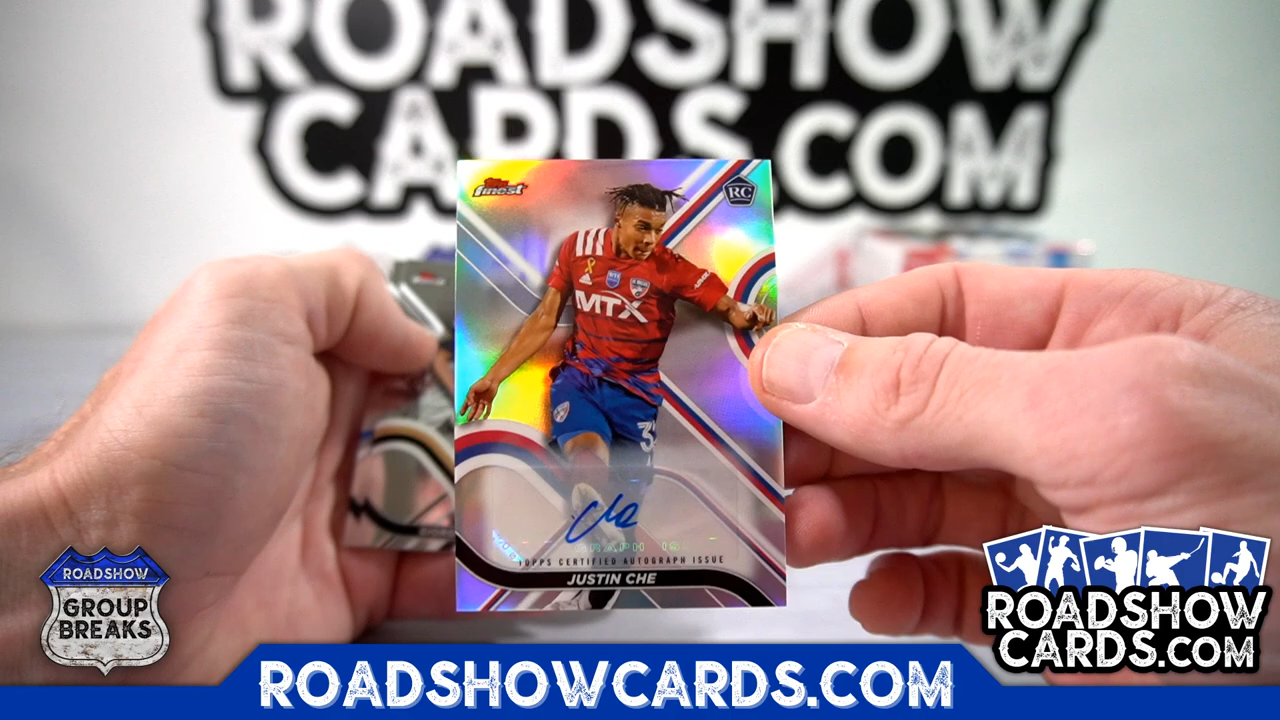 ROADSHOW
CARDS.COM
Topps
finest
RC
MTX
Topps Certified Autograph Issue
JUSTIN CHE
ROADSHOW
GROUP
BREAKS
ROADSHOW
CARDS.COM
ROADSHOWCARDS.COM